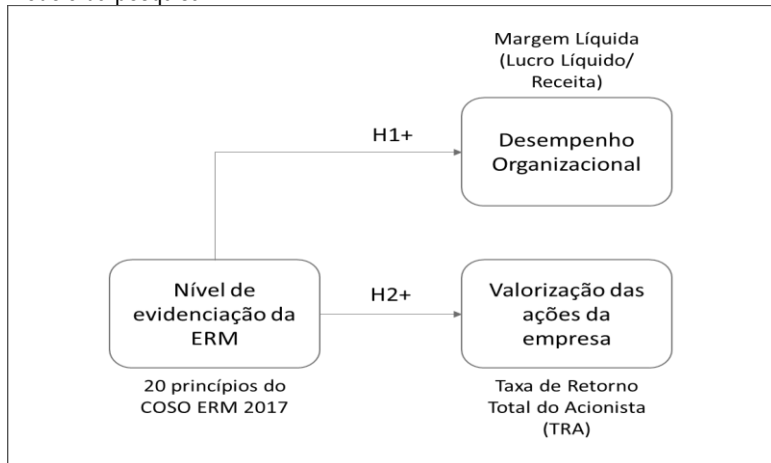 Margem Líquida
(Lucro Líquido/
Receita)
H1+
Desempenho
Organizacional
Nível de
evidenciação da
ERM
H2+
Valorização das
ações da
empresa
20 princípios do
COSO ERM 2017
Taxa de Retorno
Total do Acionista
(TRA)